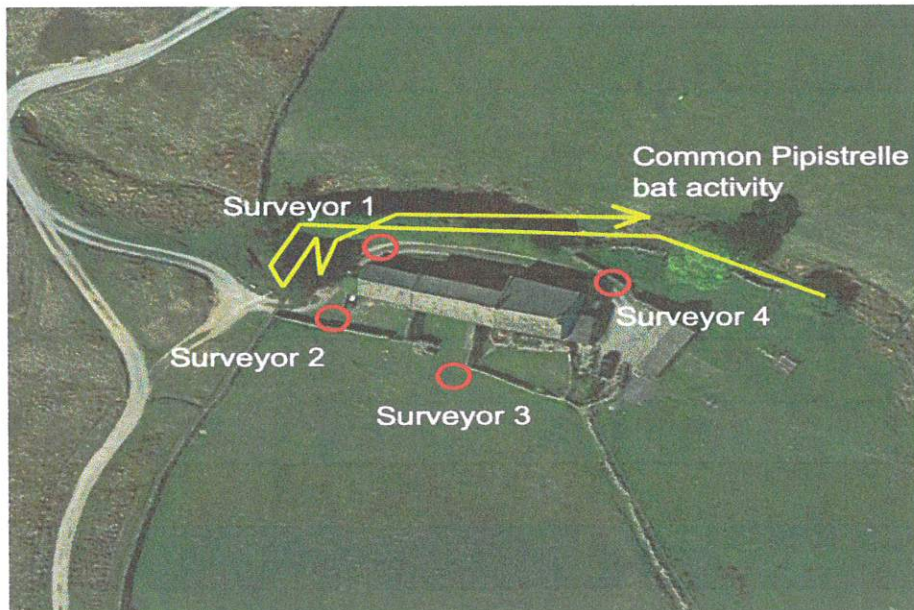 Common Pipistrelle
bat activity
Surveyor 1
Surveyor 4
Surveyor 2
Surveyor 3